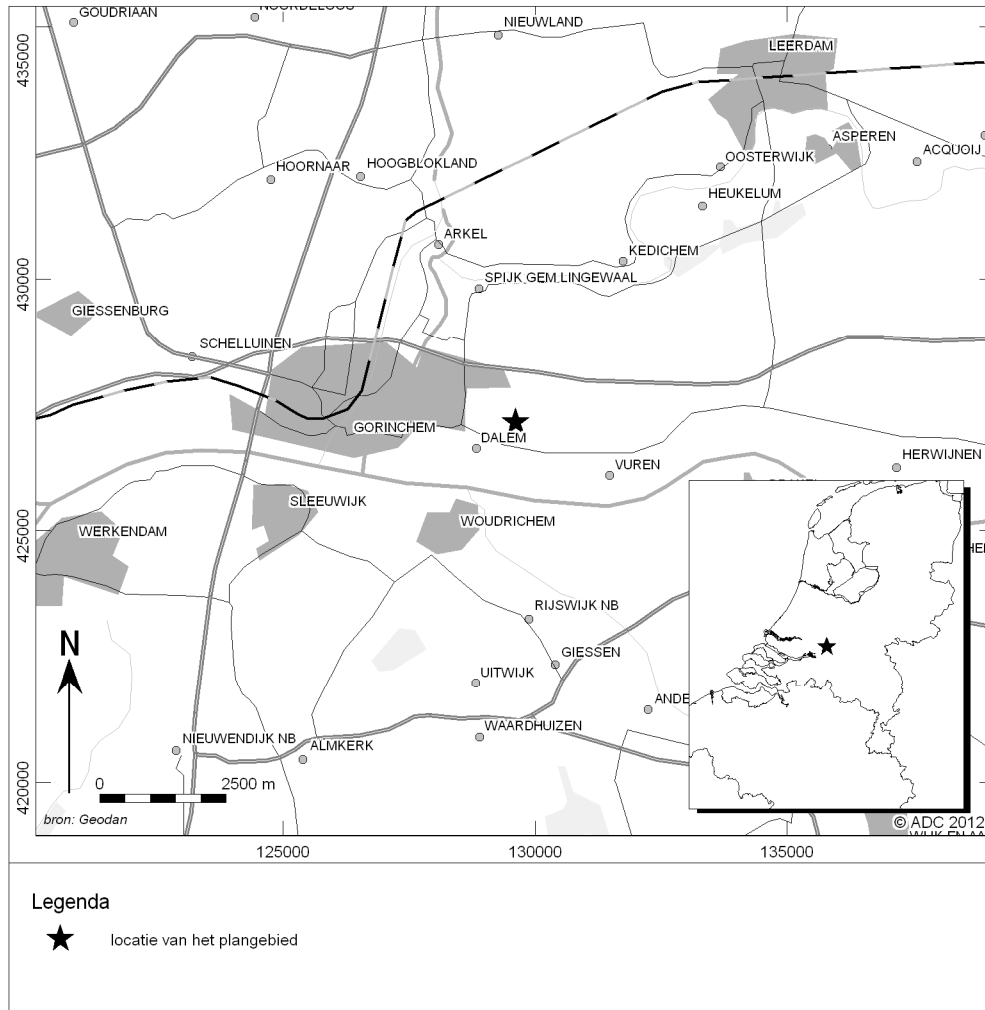 GOUDRIAAN
NOORDELOOS
NIEUWLAND
LEERDAM
435000
ASPEREN
HOOGBLOKLAND
HOORNAAR
OOSTERWIJK
ACQUOIJ
HEUKELUM
ARKEL
KEDICHEM
430000
SPIJK GEM LINGEWAAL
GIESSENBURG
SCHELLUINEN
GORINCHEM
DALEM
VUREN
HERWIJNEN
SLEEUWIJK
WOUDRICHEM
WERKENDAM
425000
RIJSWIJK NB
N
GIESSEN
UITWIJK
ANDE
WAARDHUIZEN
NIEUWENDIJK NB
ALMKERK
420000
0 2500 m
bron: Geodan
© ADC 2012
125000 130000 135000
Legenda
locatie van het plangebied